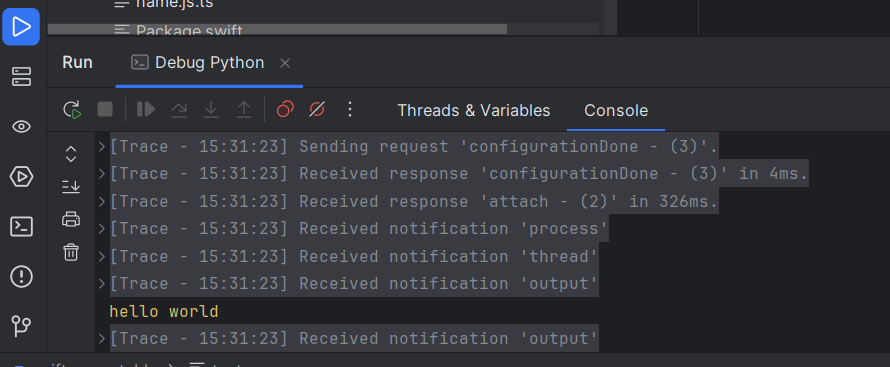 name.js.ts
Package.swift
Run
Debug Python
Threads & Variables
Console
[Trace - 15:31:23] Sending request 'configurationDone - (3)'.
[Trace - 15:31:23] Received response 'configurationDone - (3)' in 4ms.
[Trace - 15:31:23] Received response 'attach - (2)' in 326ms.
[Trace - 15:31:23] Received notification 'process'
[Trace - 15:31:23] Received notification 'thread'
[Trace - 15:31:23] Received notification 'output'
hello world
[Trace - 15:31:23] Received notification 'output'